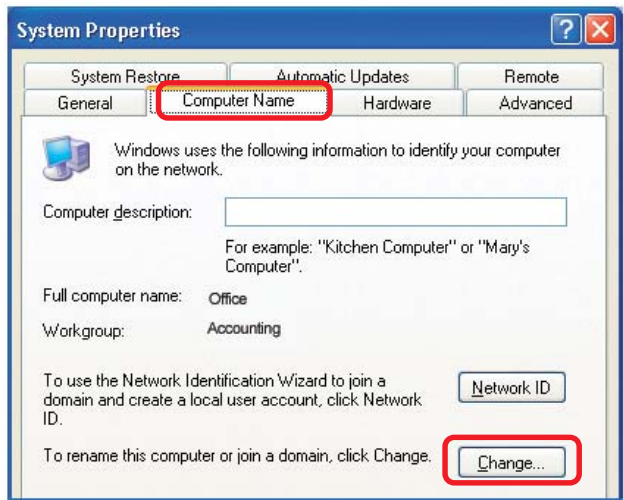 System Properties
System Restore Automatic Updates Remote
General Computer Name Hardware Advanced
Windows uses the following information to identify your computer
on the network.
Computer description:
For example: "Kitchen Computer" or "Mary's
Computer".
Full computer name: Office
Workgroup: Accounting
To use the Network Identification Wizard to join a
domain and create a local user account, click Network
ID.
Network ID
To rename this computer or join a domain, click Change.
Change...